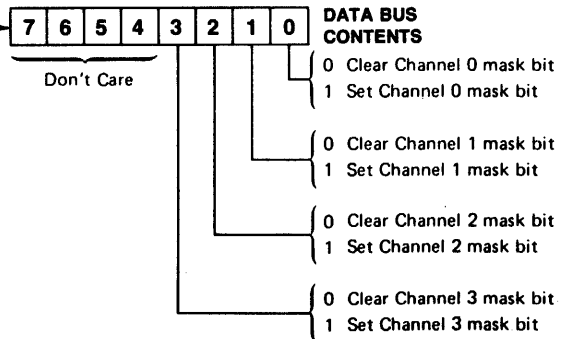 7 6 5 4 3 2 1 0
DATA BUS
CONTENTS
Don't Care
0 Clear Channel 0 mask bit
1 Set Channel 0 mask bit
0 Clear Channel 1 mask bit
1 Set Channel 1 mask bit
0 Clear Channel 2 mask bit
1 Set Channel 2 mask bit
0 Clear Channel 3 mask bit
1 Set Channel 3 mask bit